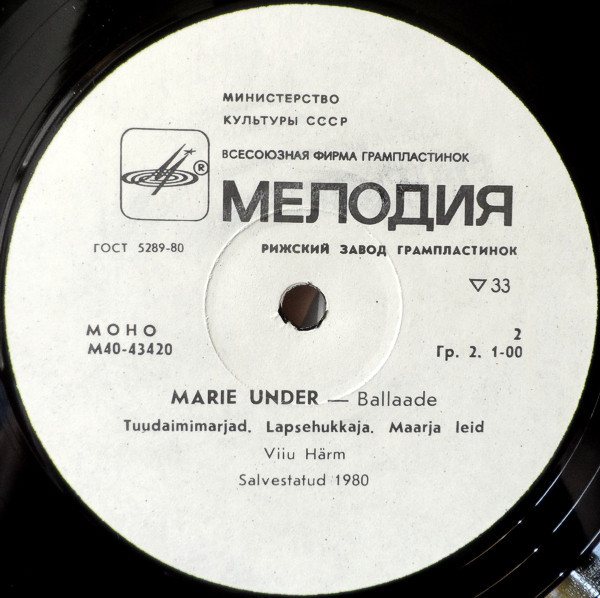 МИНИСТЕРСТВО
КУЛЬТУРЫ СССР
ВСЕСОЮЗНАЯ ФИРМА ГРАМПЛАСТИНОК
®
МЕЛОДИЯ
ГОСТ 5289-80
РИЖСКИЙ ЗАВОД ГРАМПЛАСТИНОК
▽ 33
МОНО
М40-43420
2
Гр. 2. 1-00
MARIE UNDER — Ballaade
Tuudaimimarjad. Lapsehukkaja. Maarja leid
Viiu Härm
Salvestatud 1980